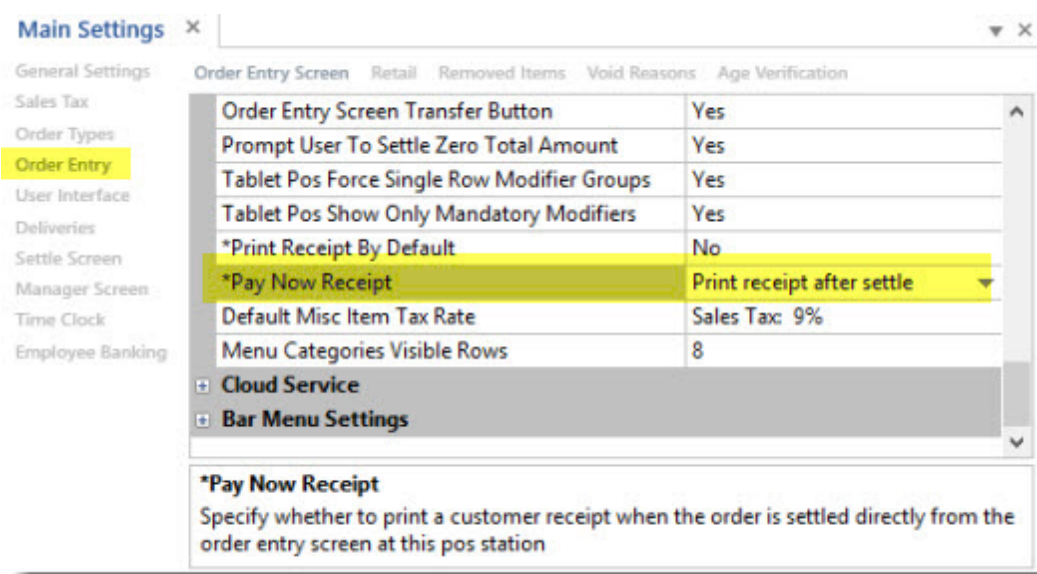 Main Settings
General Settings
Sales Tax
Order Types
Order Entry
User Interface
Deliveries
Settle Screen
Manager Screen
Time Clock
Employee Banking
Order Entry Screen Retail Removed Items Void Reasons Age Verification
Order Entry Screen Transfer Button Yes
Prompt User To Settle Zero Total Amount Yes
Tablet Pos Force Single Row Modifier Groups Yes
Tablet Pos Show Only Mandatory Modifiers Yes
*Print Receipt By Default No
*Pay Now Receipt Print receipt after settle
Default Misc Item Tax Rate Sales Tax: 9%
Menu Categories Visible Rows 8
Cloud Service
Bar Menu Settings
*Pay Now Receipt
Specify whether to print a customer receipt when the order is settled directly from the
order entry screen at this pos station